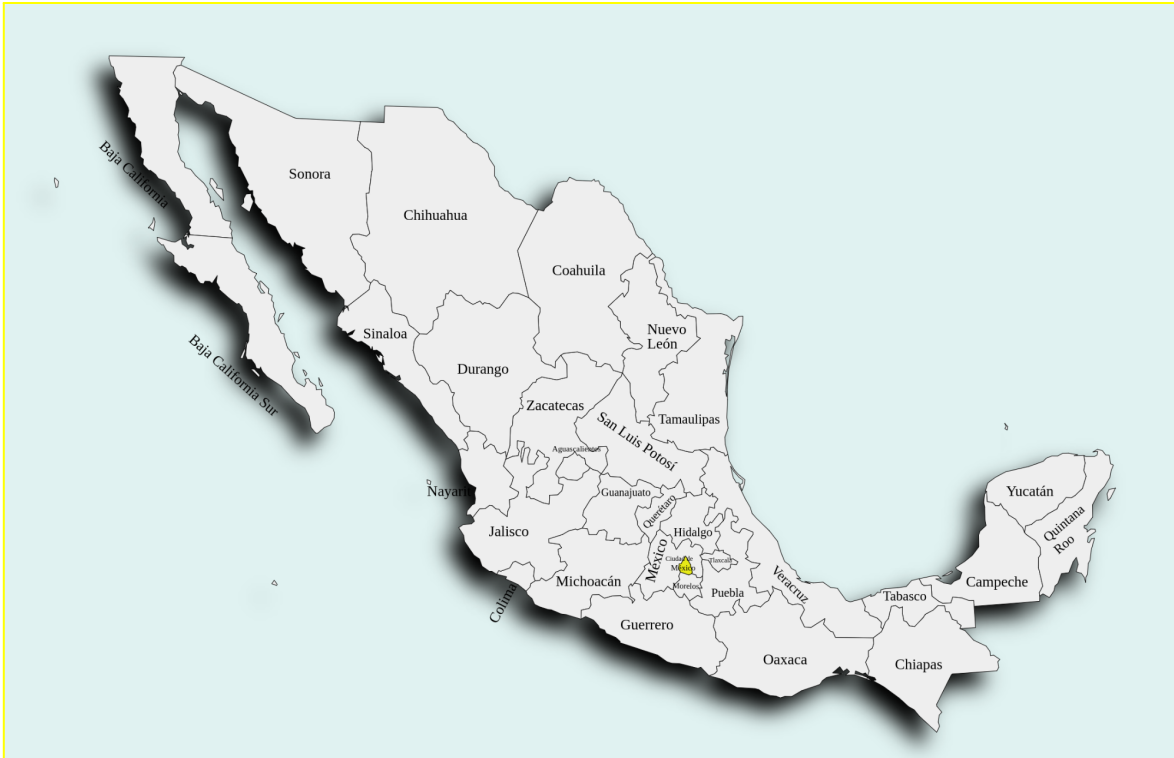 Baja California
Sonora
Chihuahua
Coahuila
Baja California Sur
Sinaloa
Nuevo
León
Durango
Zacatecas
Tamaulipas
San Luis Potosí
Aguascalientes
Nayarit
Guanajuato
Querétaro
Jalisco
Hidalgo
México
Ciudad de
México
Tlaxcala
Michoacán
Colima
Morelos
Puebla
Veracruz
Guerrero
Oaxaca
Tabasco
Chiapas
Campeche
Yucatán
Quintana
Roo